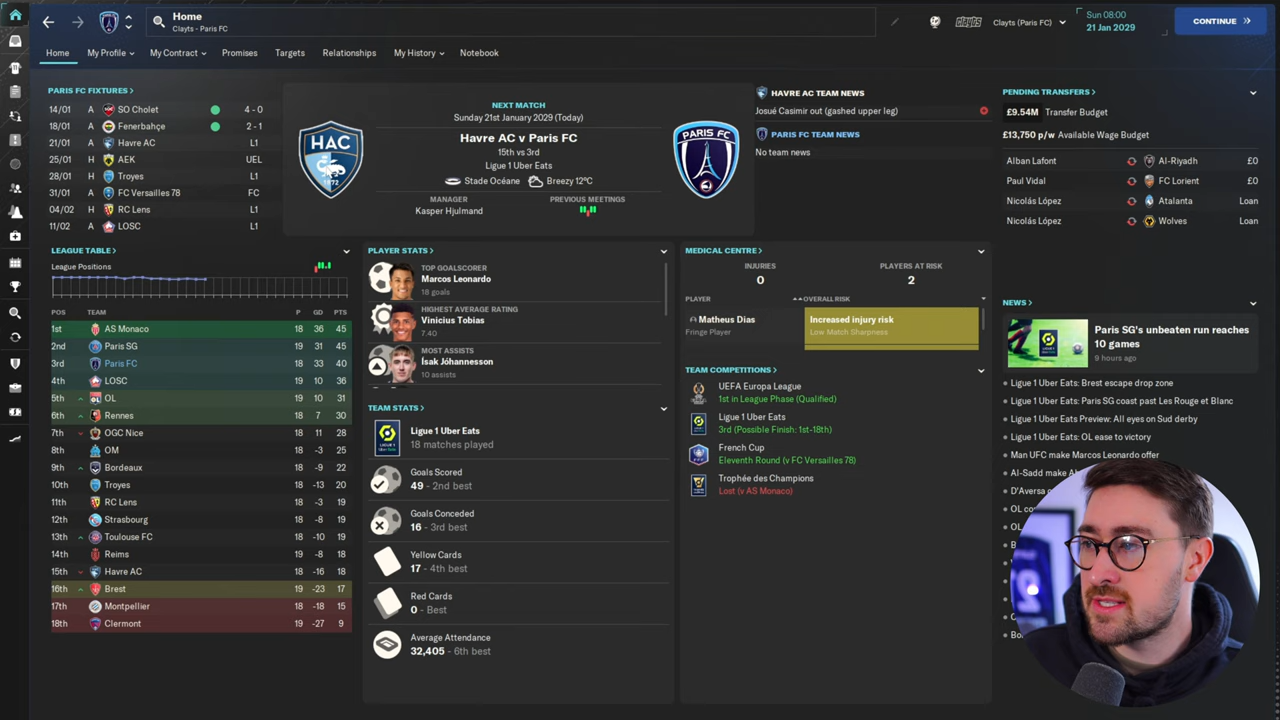 Home
Clayts - Paris FC
clayts
Clayts (Paris FC)
Sun 08:00
21 Jan 2029
CONTINUE
Home
My Profile
My Contract
Promises
Targets
Relationships
My History
Notebook
PARIS FC FIXTURES
14/01 A SO Cholet 4 - 0
18/01 A Fenerbahçe 2 - 1
21/01 A Havre AC L1
25/01 H AEK UEL
28/01 H Troyes L1
31/01 A FC Versailles 78 FC
04/02 H RC Lens L1
11/02 A LOSC L1
HAC
1872
NEXT MATCH
Sunday 21st January 2029 (Today)
Havre AC v Paris FC
15th vs 3rd
Ligue 1 Uber Eats
Stade Océane Breezy 12°C
MANAGER
Kasper Hjulmand
PREVIOUS MEETINGS
PARIS FC
HAVRE AC TEAM NEWS
Josué Casimir out (gashed upper leg)
PARIS FC TEAM NEWS
No team news
PENDING TRANSFERS
£9.54M Transfer Budget
£13,750 p/w Available Wage Budget
Alban Lafont Al-Riyadh £0
Paul Vidal FC Lorient £0
Nicolás López Atalanta Loan
Nicolás López Wolves Loan
LEAGUE TABLE
League Positions
POS TEAM P GD PTS
1st AS Monaco 18 36 45
2nd Paris SG 19 31 45
3rd Paris FC 18 33 40
4th LOSC 19 10 36
5th OL 19 10 31
6th Rennes 18 7 30
7th OGC Nice 18 11 28
8th OM 18 -3 25
9th Bordeaux 18 -9 22
10th Troyes 18 -13 20
11th RC Lens 18 -3 19
12th Strasbourg 18 -8 19
13th Toulouse FC 18 -10 19
14th Reims 19 -8 18
15th Havre AC 18 -16 18
16th Brest 19 -23 17
17th Montpellier 18 -18 15
18th Clermont 19 -27 9
PLAYER STATS
TOP GOALSCORER
Marcos Leonardo
18 goals
HIGHEST AVERAGE RATING
Vinicius Tobias
7.40
MOST ASSISTS
Ísak Jóhannesson
10 assists
TEAM STATS
Ligue 1 Uber Eats
18 matches played
Goals Scored
49 - 2nd best
Goals Conceded
16 - 3rd best
Yellow Cards
17 - 4th best
Red Cards
0 - Best
Average Attendance
32,405 - 6th best
MEDICAL CENTRE
INJURIES
0
PLAYERS AT RISK
2
PLAYER OVERALL RISK
Matheus Dias
Fringe Player
Increased injury risk
Low Match Sharpness
TEAM COMPETITIONS
UEFA Europa League
1st in League Phase (Qualified)
Ligue 1 Uber Eats
3rd (Possible Finish: 1st-18th)
French Cup
Eleventh Round (v FC Versailles 78)
Trophée des Champions
Lost (v AS Monaco)
NEWS
Paris SG's unbeaten run reaches
10 games
9 hours ago
Ligue 1 Uber Eats: Brest escape drop zone
Ligue 1 Uber Eats: Paris SG coast past Les Rouge et Blanc
Ligue 1 Uber Eats Preview: All eyes on Sud derby
Ligue 1 Uber Eats: OL ease to victory
Man UFC make Marcos Leonardo offer
Al-Sadd make
D'Aversa
OL
OL